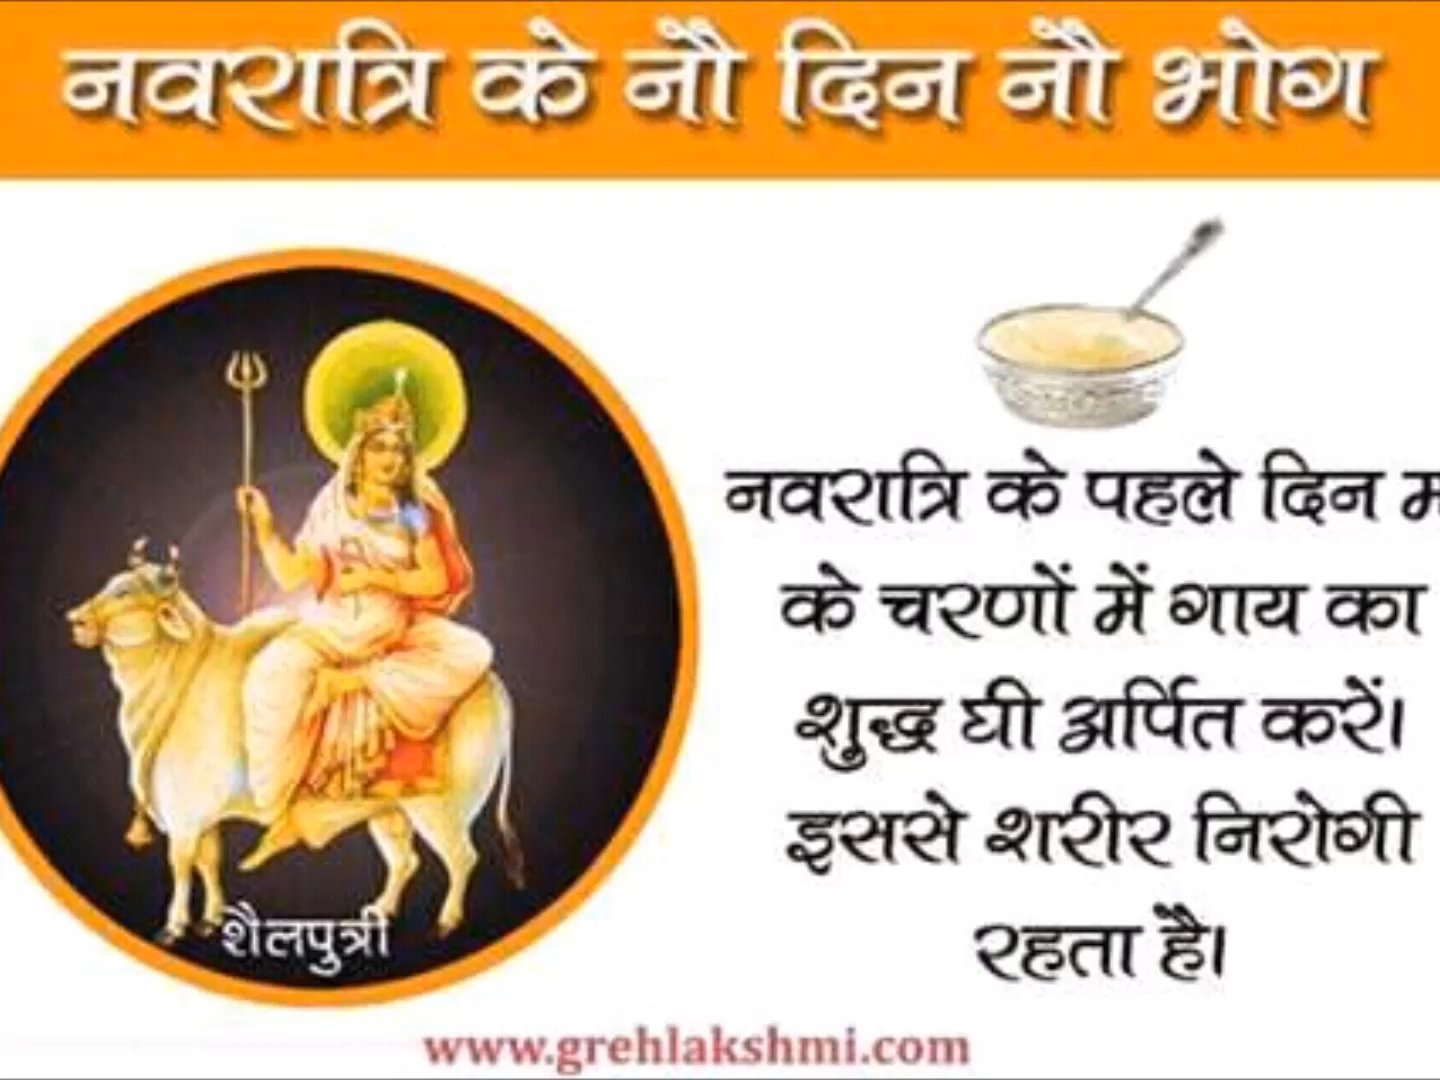 नवरात्रि के नौ दिन नौ भोग
नवरात्रि के पहले दिन
के चरणों में गाय का
शुद्ध घी अर्पित करें।
इससे शरीर निरोगी
रहता है।
शैलपुत्री
www.grehlakshmi.com